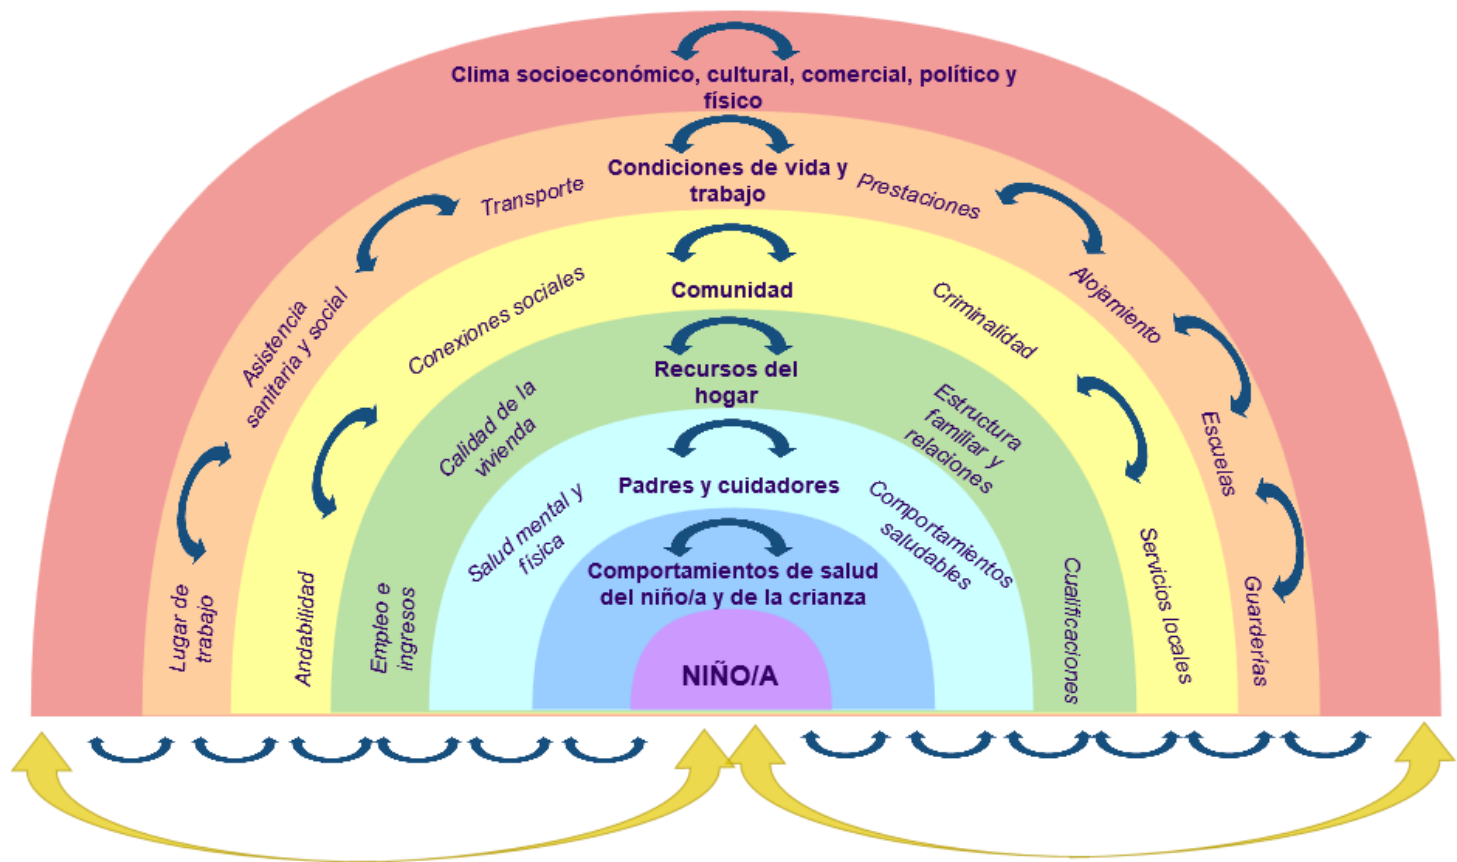 Clima socioeconómico, cultural, comercial, político y
físico
Condiciones de vida y
trabajo
Lugar de
trabajo
Asistencia
sanitaria y social
Transporte
Prestaciones
Alojamiento
Escuelas
Guarderías
Comunidad
Andabilidad
Conexiones sociales
Criminalidad
Servicios locales
Recursos del
hogar
Empleo e
ingresos
Calidad de la
vivienda
Estructura
familiar y
relaciones
Cualificaciones
Padres y cuidadores
Salud mental y
física
Comportamientos
saludables
Comportamientos de salud
del niño/a y de la crianza
NIÑO/A